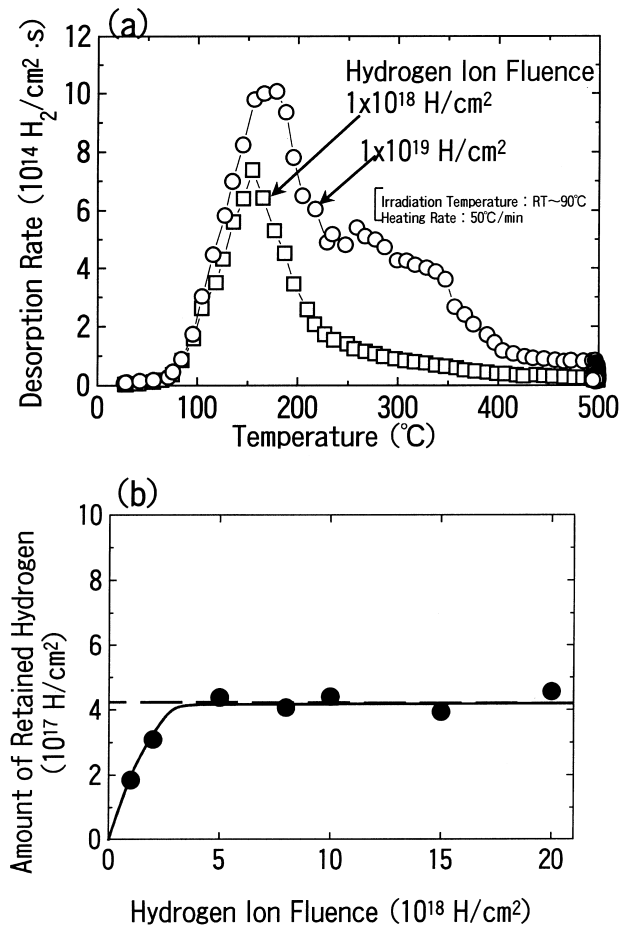 (a)
12
10
8
6
4
2
0
Desorption Rate (10¹⁴ H₂/cm² ·s)
Hydrogen Ion Fluence
1x10¹⁸ H/cm²
1x10¹⁹ H/cm²
Irradiation Temperature : RT～90℃
Heating Rate : 50℃/min
0 100 200 300 400 500
Temperature (℃)
(b)
10
8
6
4
2
0
Amount of Retained Hydrogen
(10¹⁷ H/cm²)
0 5 10 15 20
Hydrogen Ion Fluence (10¹⁸ H/cm²)